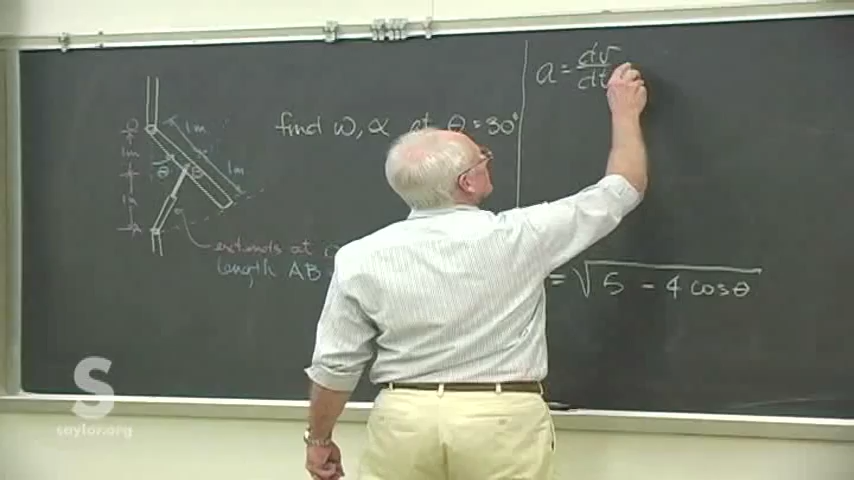 a = dv/dt
find ω, α at θ = 30°
1m
1m
1m
1m
θ
B
extends at
length AB
= √5 - 4 cosθ
S
saylor.org